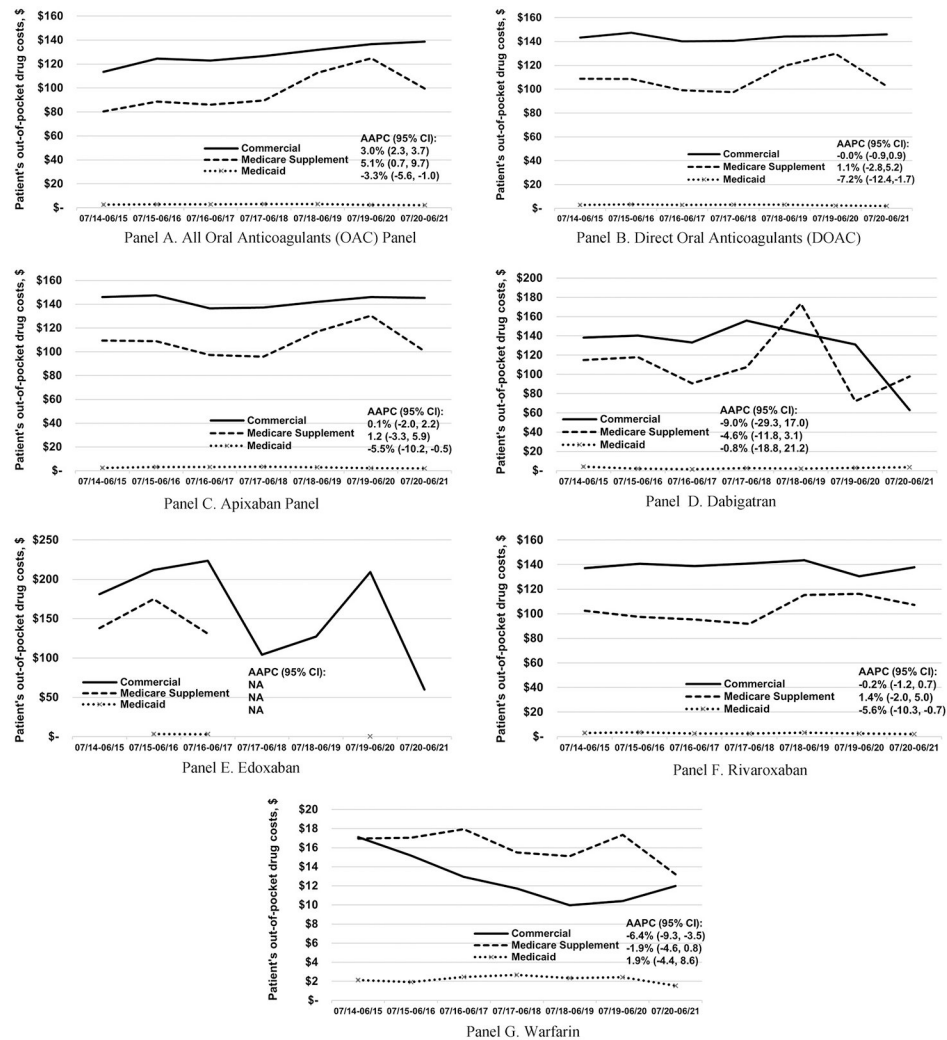 Patient's out-of-pocket drug costs, $
$160
$140
$120
$100
$80
$60
$40
$20
$-
Commercial
Medicare Supplement
Medicaid
AAPC (95% CI):
3.0% (2.3, 3.7)
5.1% (0.7, 9.7)
-3.3% (-5.6, -1.0)
07/14-06/15 07/15-06/16 07/16-06/17 07/17-06/18 07/18-06/19 07/19-06/20 07/20-06/21
Panel A. All Oral Anticoagulants (OAC) Panel
Patient's out-of-pocket drug costs, $
$160
$140
$120
$100
$80
$60
$40
$20
$-
Commercial
Medicare Supplement
Medicaid
AAPC (95% CI):
-0.0% (-0.9,0.9)
1.1% (-2.8,5.2)
-7.2% (-12.4,-1.7)
07/14-06/15 07/15-06/16 07/16-06/17 07/17-06/18 07/18-06/19 07/19-06/20 07/20-06/21
Panel B. Direct Oral Anticoagulants (DOAC)
Patient's out-of-pocket drug costs, $
$160
$140
$120
$100
$80
$60
$40
$20
$-
Commercial
Medicare Supplement
Medicaid
AAPC (95% CI):
0.1% (-2.0, 2.2)
1.2 (-3.3, 5.9)
-5.5% (-10.2, -0.5)
07/14-06/15 07/15-06/16 07/16-06/17 07/17-06/18 07/18-06/19 07/19-06/20 07/20-06/21
Panel C. Apixaban Panel
Patient's out-of-pocket drug costs, $
$200
$180
$160
$140
$120
$100
$80
$60
$40
$20
$-
Commercial
Medicare Supplement
Medicaid
AAPC (95% CI):
-9.0% (-29.3, 17.0)
-4.6% (-11.8, 3.1)
-0.8% (-18.8, 21.2)
07/14-06/15 07/15-06/16 07/16-06/17 07/17-06/18 07/18-06/19 07/19-06/20 07/20-06/21
Panel D. Dabigatran
Patient's out-of-pocket drug costs, $
$250
$200
$150
$100
$50
$-
Commercial
Medicare Supplement
Medicaid
AAPC (95% CI):
NA
NA
NA
07/14-06/15 07/15-06/16 07/16-06/17 07/17-06/18 07/18-06/19 07/19-06/20 07/20-06/21
Panel E. Edoxaban
Patient's out-of-pocket drug costs, $
$160
$140
$120
$100
$80
$60
$40
$20
$-
Commercial
Medicare Supplement
Medicaid
AAPC (95% CI):
-0.2% (-1.2, 0.7)
1.4% (-2.0, 5.0)
-5.6% (-10.3, -0.7)
07/14-06/15 07/15-06/16 07/16-06/17 07/17-06/18 07/18-06/19 07/19-06/20 07/20-06/21
Panel F. Rivaroxaban
Patient's out-of-pocket drug costs, $
$20
$18
$16
$14
$12
$10
$8
$6
$4
$2
$-
Commercial
Medicare Supplement
Medicaid
AAPC (95% CI):
-6.4% (-9.3, -3.5)
-1.9% (-4.6, 0.8)
1.9% (-4.4, 8.6)
07/14-06/15 07/15-06/16 07/16-06/17 07/17-06/18 07/18-06/19 07/19-06/20 07/20-06/21
Panel G. Warfarin